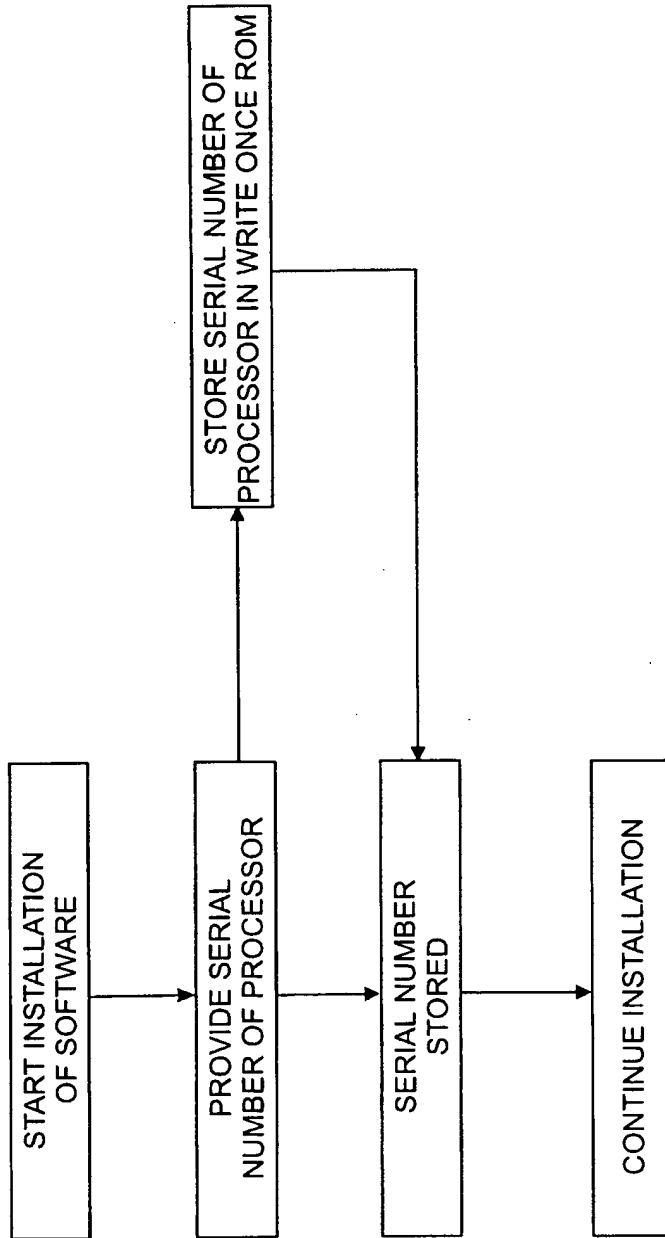 START INSTALLATION
OF SOFTWARE
PROVIDE SERIAL
NUMBER OF PROCESSOR
STORE SERIAL NUMBER OF
PROCESSOR IN WRITE ONCE ROM
SERIAL NUMBER
STORED
CONTINUE INSTALLATION